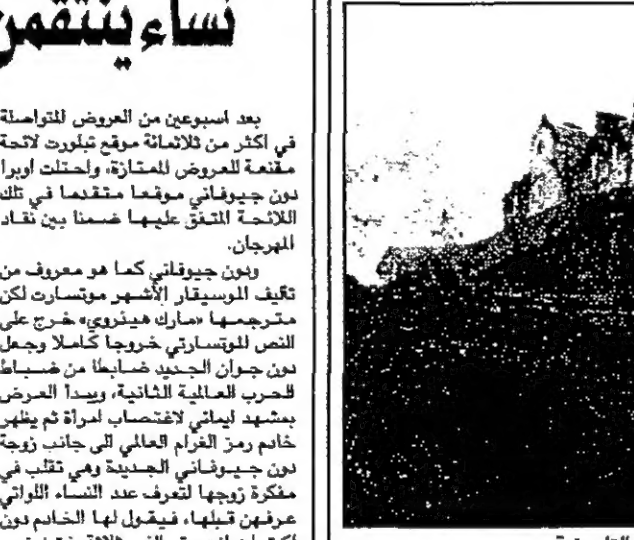 نساء ينتقمن
بعد اسبوعين من العروض المتواصلة
في اكثر من ثلاثمائة موقع تبلورت لائحة
مقنعة للعروض الممتازة، واحتلت اوبرا
دون جيوفاني موقعا متقدما في تلك
اللائحة المتفق عليها ضمنا بين نقاد
المهرجان.
ودون جيوفاني كما هو معروف من
تأليف الموسيقار الأشهر موتسارت لكن
مترجمها «مارك هيثروي» خرج على
النص الموتسارتي خروجا كاملا وجعل
دون جوان الجديد ضابطا من ضباط
الحرب العالمية الثانية، ويبدأ العرض
بمشهد ايمائي لاغتصاب امرأة ثم يظهر
خادم رمز الغرام العالمي الى جانب زوجة
دون جيوفاني الجديدة وهي تقلب في
مفكرة زوجها لتعرف عدد النساء اللواتي
عرفهن قبلها، فيقول لها الخادم دون